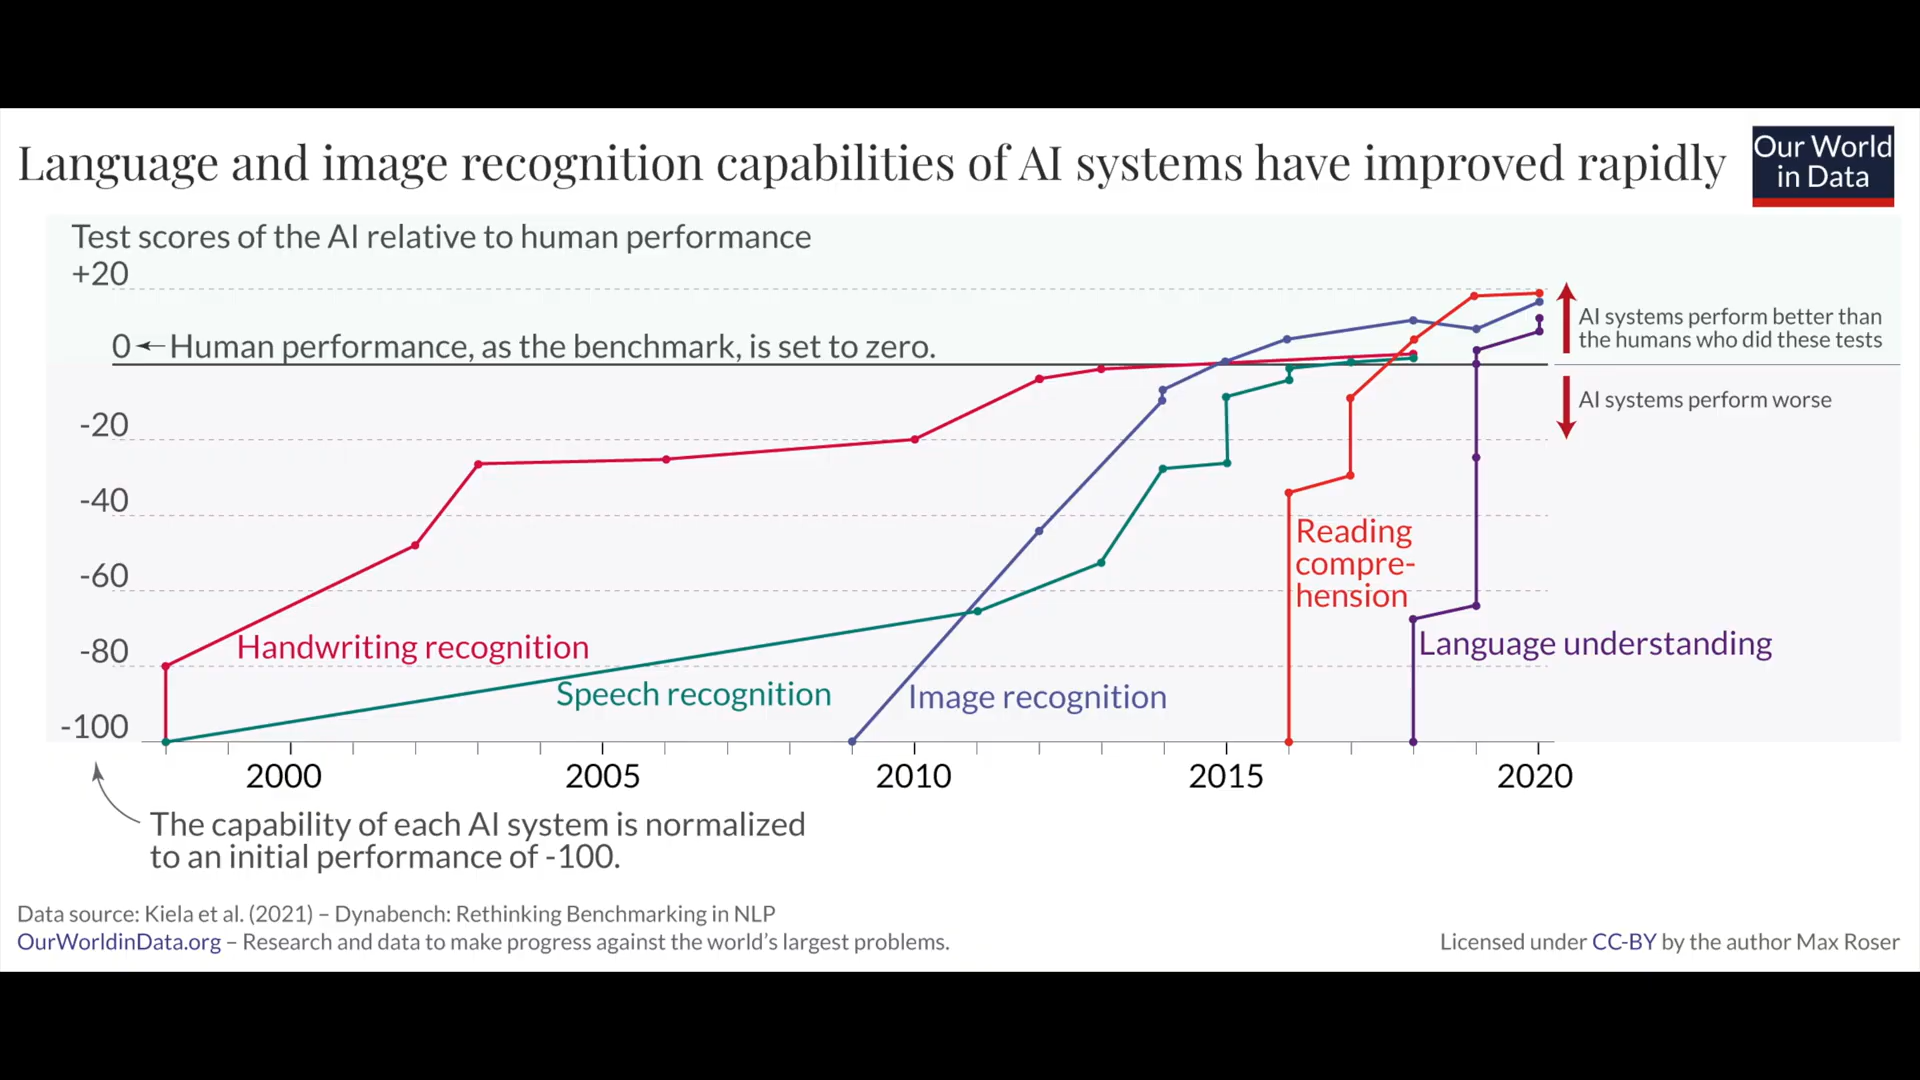 Language and image recognition capabilities of AI systems have improved rapidly
Our World
in Data
Test scores of the AI relative to human performance
+20
0 ← Human performance, as the benchmark, is set to zero.
AI systems perform better than
the humans who did these tests
AI systems perform worse
-20
-40
-60
-80
-100
Reading
compre-
hension
Handwriting recognition
Language understanding
Speech recognition
Image recognition
2000
2005
2010
2015
2020
The capability of each AI system is normalized
to an initial performance of -100.
Data source: Kiela et al. (2021) – Dynabench: Rethinking Benchmarking in NLP
OurWorldinData.org – Research and data to make progress against the world's largest problems.
Licensed under CC-BY by the author Max Roser